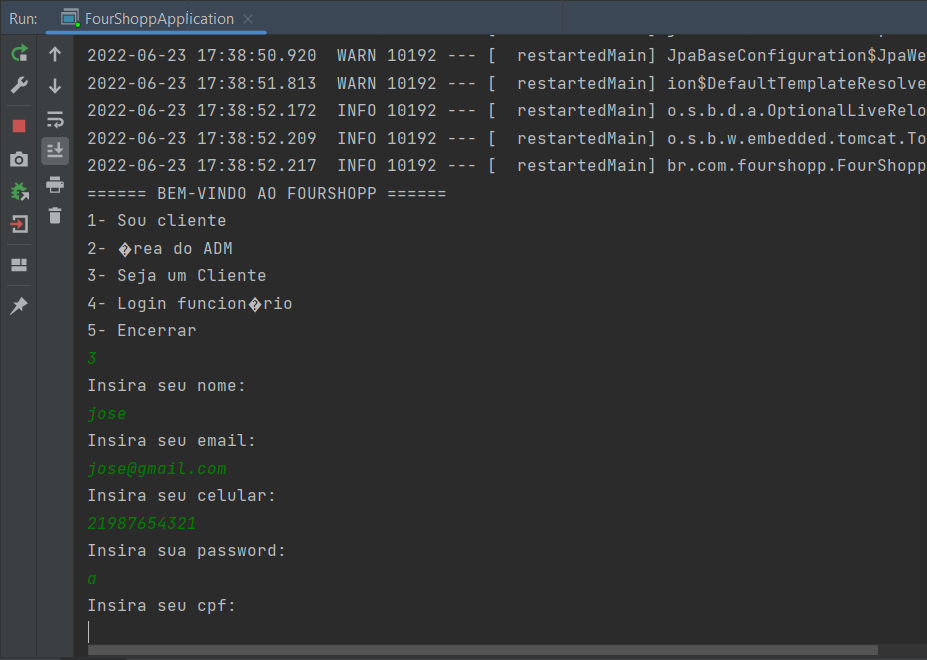 Run: FourShoppApplication
2022-06-23 17:38:50.920 WARN 10192 --- [ restartedMain] JpaBaseConfiguration$JpaWe
2022-06-23 17:38:51.813 WARN 10192 --- [ restartedMain] ion$DefaultTemplateResolve
2022-06-23 17:38:52.172 INFO 10192 --- [ restartedMain] o.s.b.d.a.OptionalLiveRelo
2022-06-23 17:38:52.209 INFO 10192 --- [ restartedMain] o.s.b.w.embedded.tomcat.To
2022-06-23 17:38:52.217 INFO 10192 --- [ restartedMain] br.com.fourshopp.FourShopp
====== BEM-VINDO AO FOURSHOPP ======
1- Sou cliente
2- �rea do ADM
3- Seja um Cliente
4- Login funcion�rio
5- Encerrar
3
Insira seu nome:
jose
Insira seu email:
jose@gmail.com
Insira seu celular:
21987654321
Insira sua password:
a
Insira seu cpf: